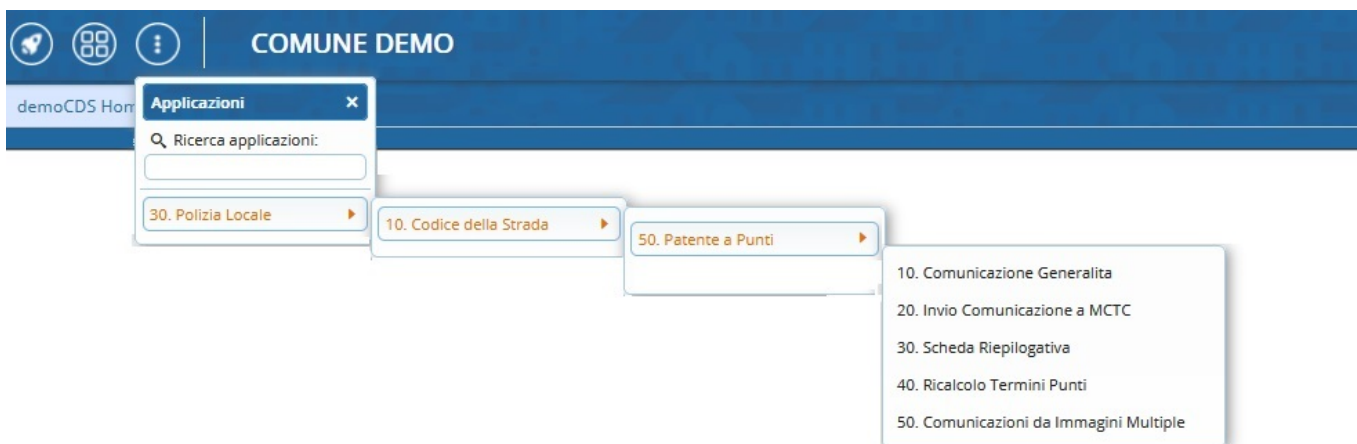 COMUNE DEMO
demoCDS Hom
Applicazioni ×
Ricerca applicazioni:
30. Polizia Locale
10. Codice della Strada
50. Patente a Punti
10. Comunicazione Generalita
20. Invio Comunicazione a MCTC
30. Scheda Riepilogativa
40. Ricalcolo Termini Punti
50. Comunicazioni da Immagini Multiple